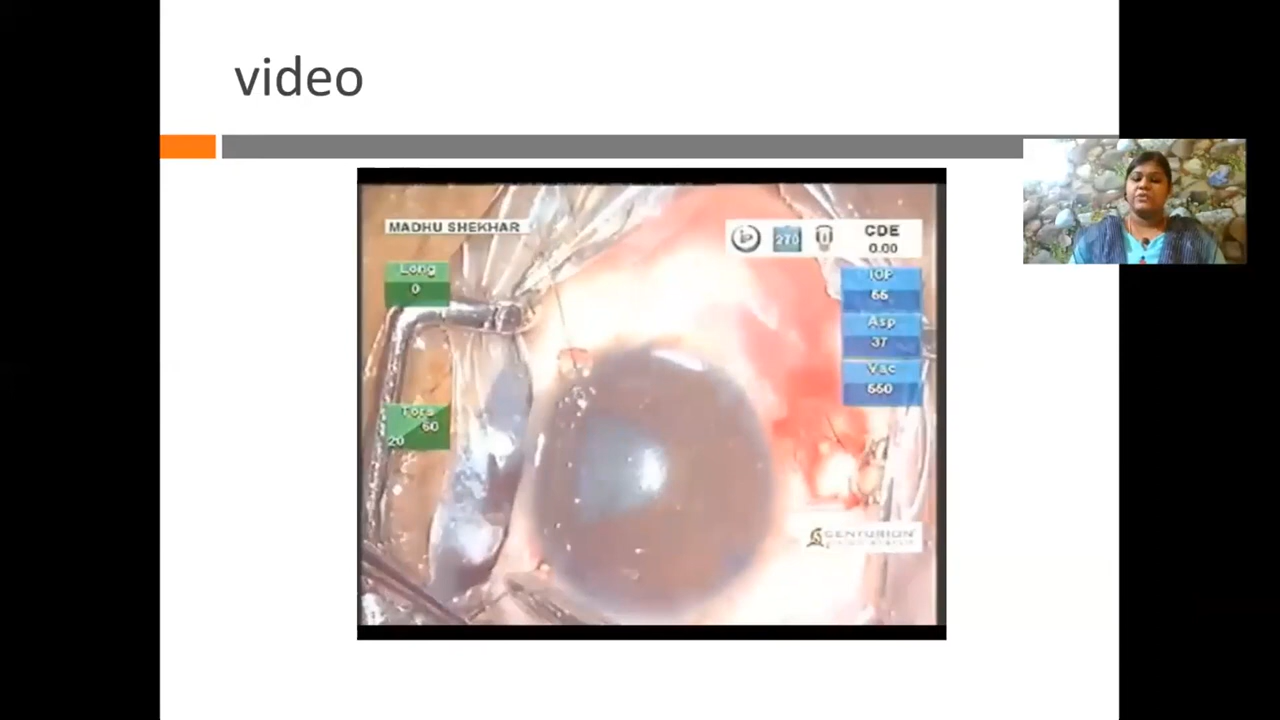 video
MADHU SHEKHAR
CDE
270
0.00
Long
0
IOP
66
Asp
37
Vac
550
Tors
60
20
CENTURION